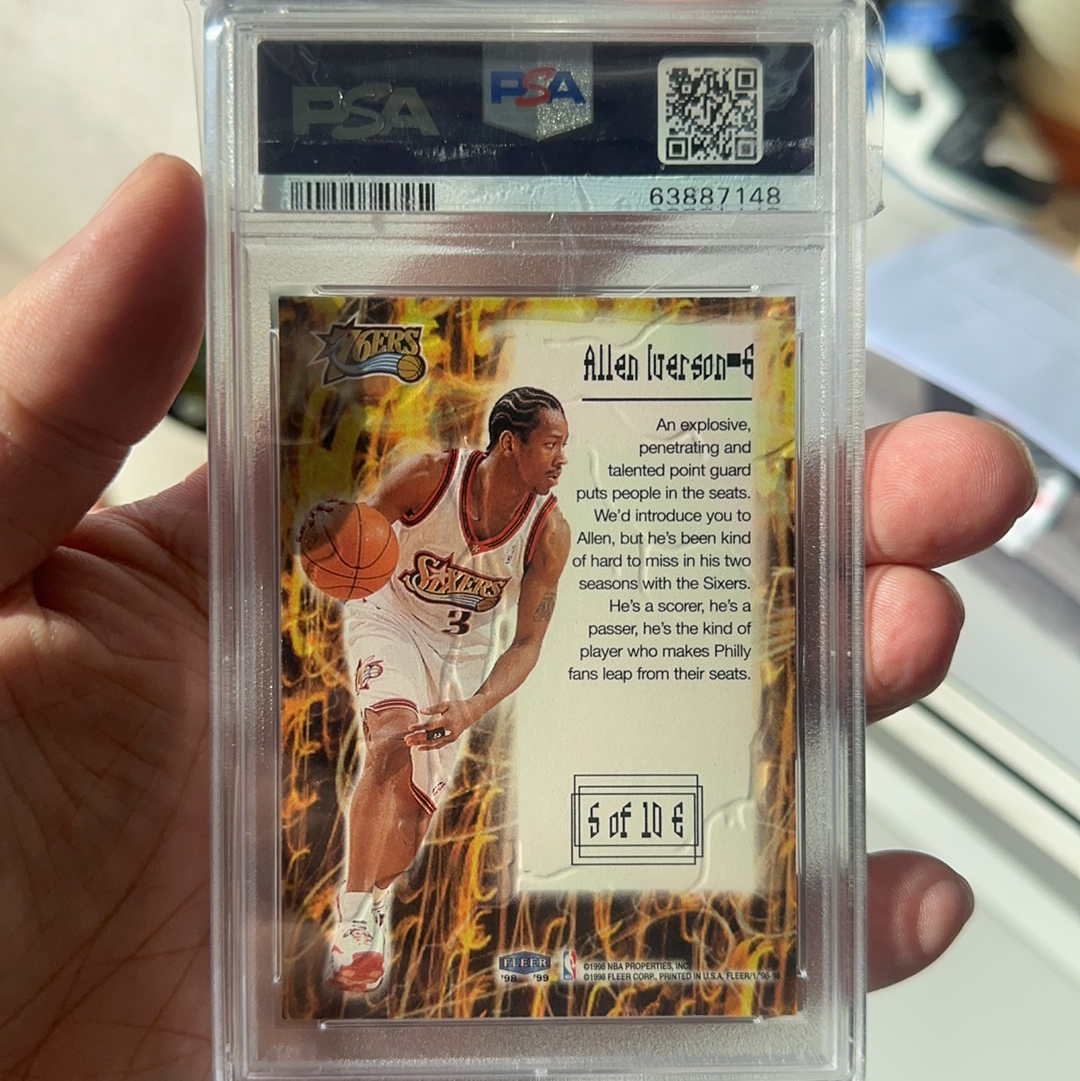 PSA
PSA
63887148
76ERS
Allen Iverson-G
An explosive,
penetrating and
talented point guard
puts people in the seats.
We'd introduce you to
Allen, but he's been kind
of hard to miss in his two
seasons with the Sixers.
He's a scorer, he's a
passer, he's the kind of
player who makes Philly
fans leap from their seats.
SIXERS
3
5 of 10 E
FLEER
'98 '99
©1998 NBA PROPERTIES, INC.
©1998 FLEER CORP., PRINTED IN U.S.A. FLEER/1 '98-99